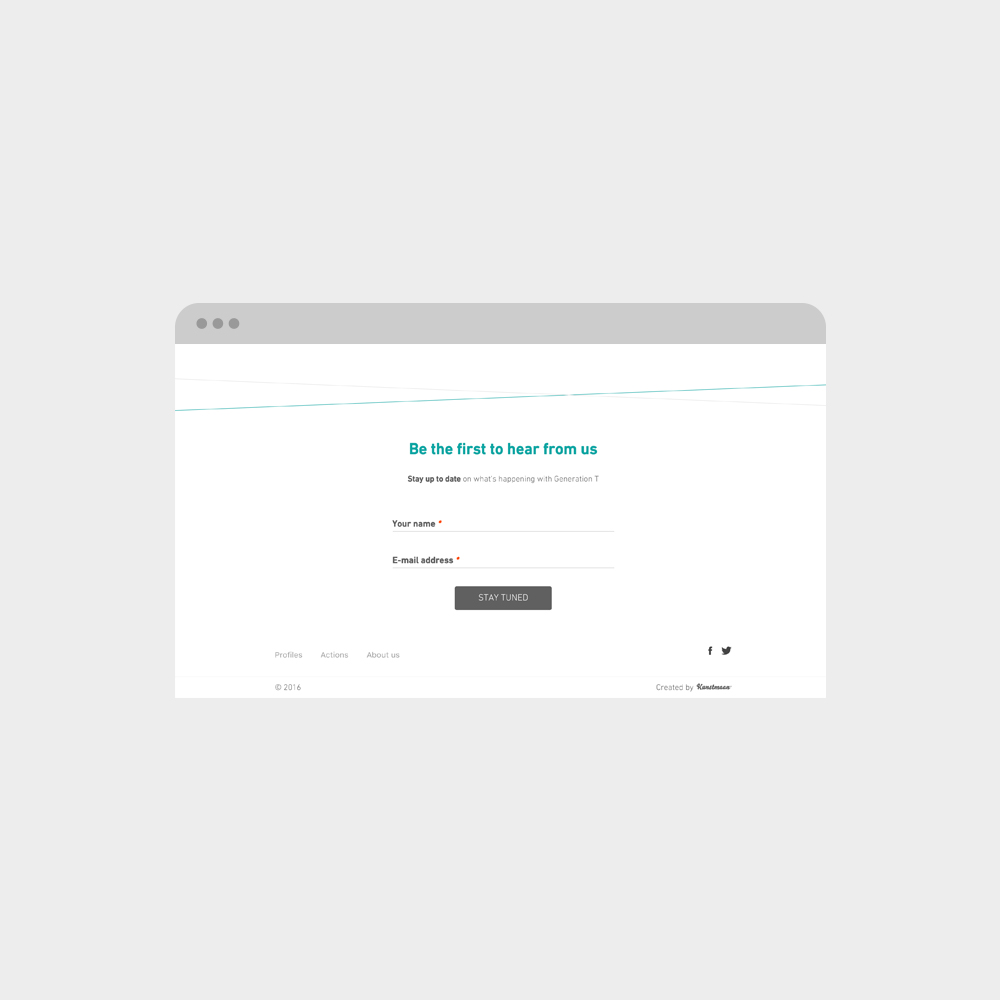 Be the first to hear from us
Stay up to date on what's happening with Generation T
Your name *
E-mail address *
STAY TUNED
Profiles Actions About us
© 2016
Created by Kunstmaan